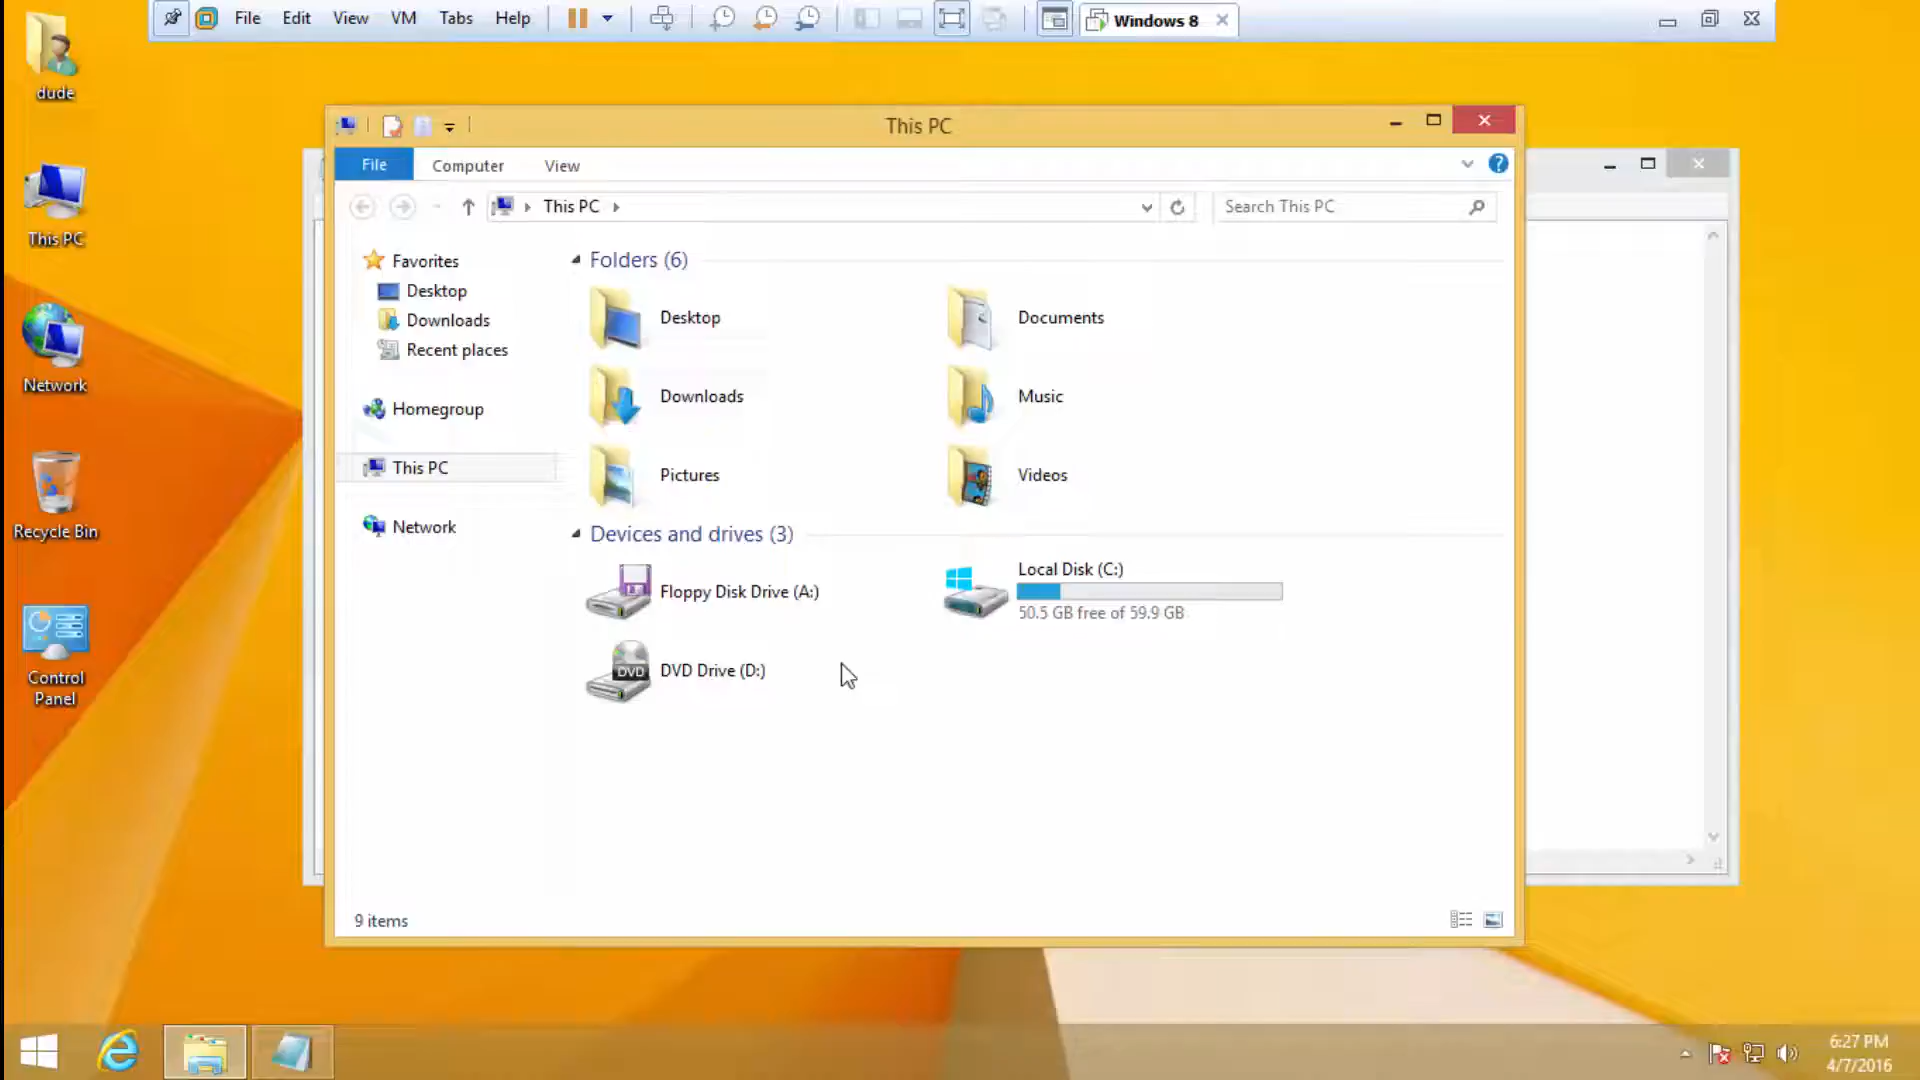 File Edit View VM Tabs Help Windows 8
dude
This PC
Network
Recycle Bin
Control
Panel
This PC
File Computer View
This PC
Search This PC
Favorites
Desktop
Downloads
Recent places
Homegroup
This PC
Network
Folders (6)
Desktop
Documents
Downloads
Music
Pictures
Videos
Devices and drives (3)
Floppy Disk Drive (A:)
Local Disk (C:)
50.5 GB free of 59.9 GB
DVD
DVD Drive (D:)
9 items
6:27 PM
4/7/2016